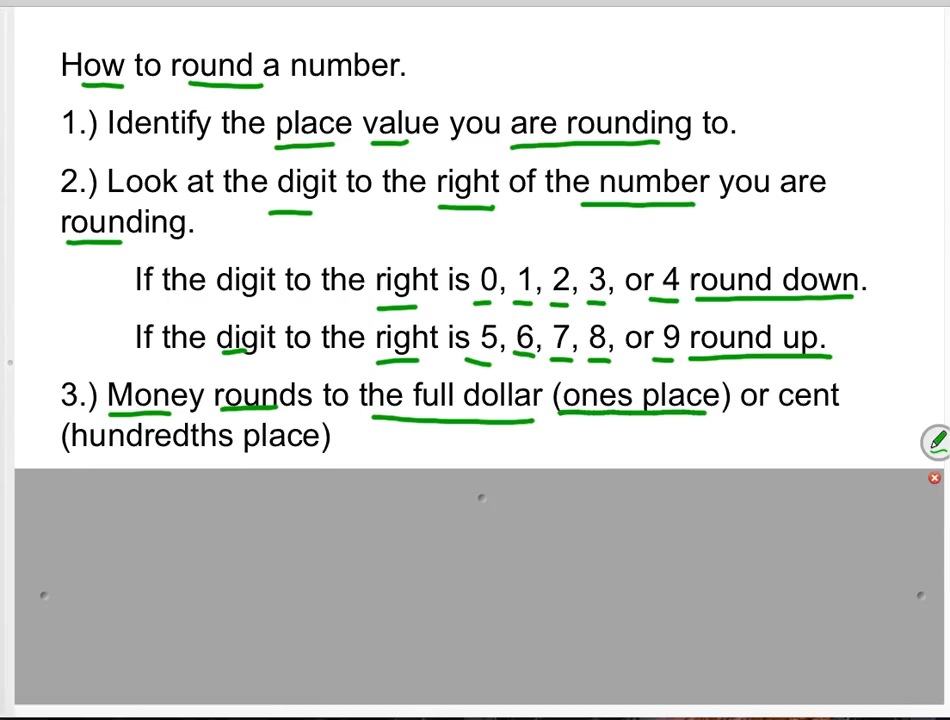 How to round a number.
1.) Identify the place value you are rounding to.
2.) Look at the digit to the right of the number you are
rounding.
If the digit to the right is 0, 1, 2, 3, or 4 round down.
If the digit to the right is 5, 6, 7, 8, or 9 round up.
3.) Money rounds to the full dollar (ones place) or cent
(hundredths place)